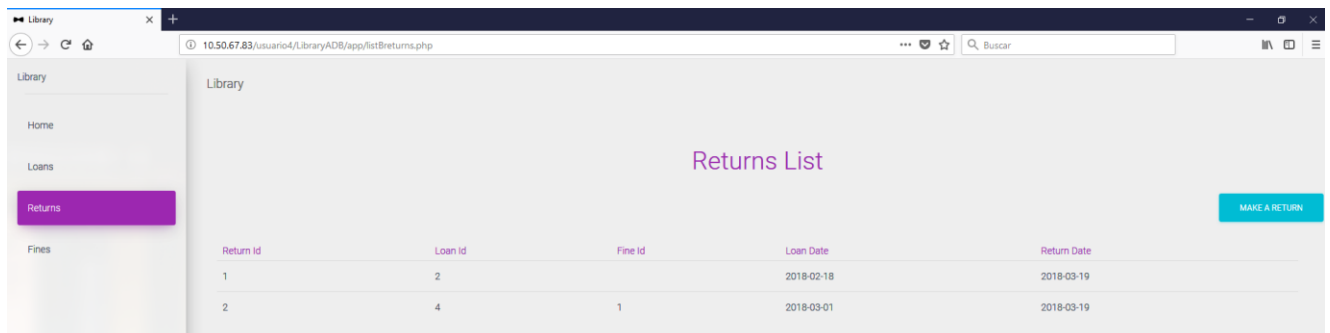 Library
10.50.67.83/usuario4/LibraryADB/app/listBreturns.php
Buscar
Library
Home
Loans
Returns
Fines
Library
Returns List
MAKE A RETURN
Return Id Loan Id Fine Id Loan Date Return Date
1 2 2018-02-18 2018-03-19
2 4 1 2018-03-01 2018-03-19